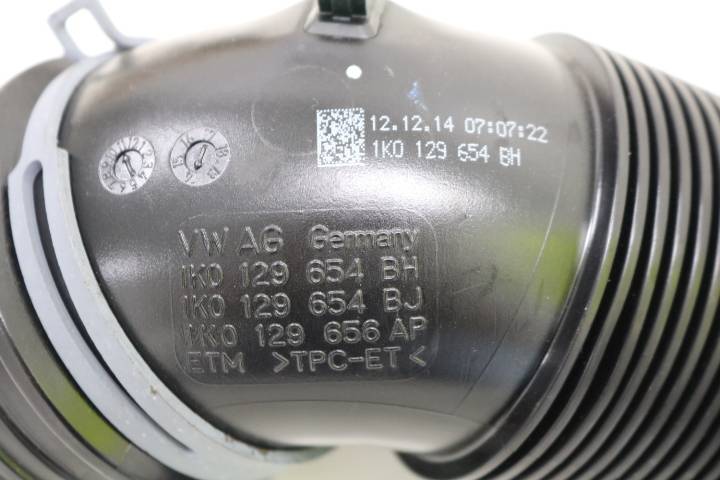 12.12.14 07:07:22
1K0 129 654 BH
VW AG Germany
1K0 129 654 BH
1K0 129 654 BJ
1K0 129 656 AP
ETM >TPC-ET<